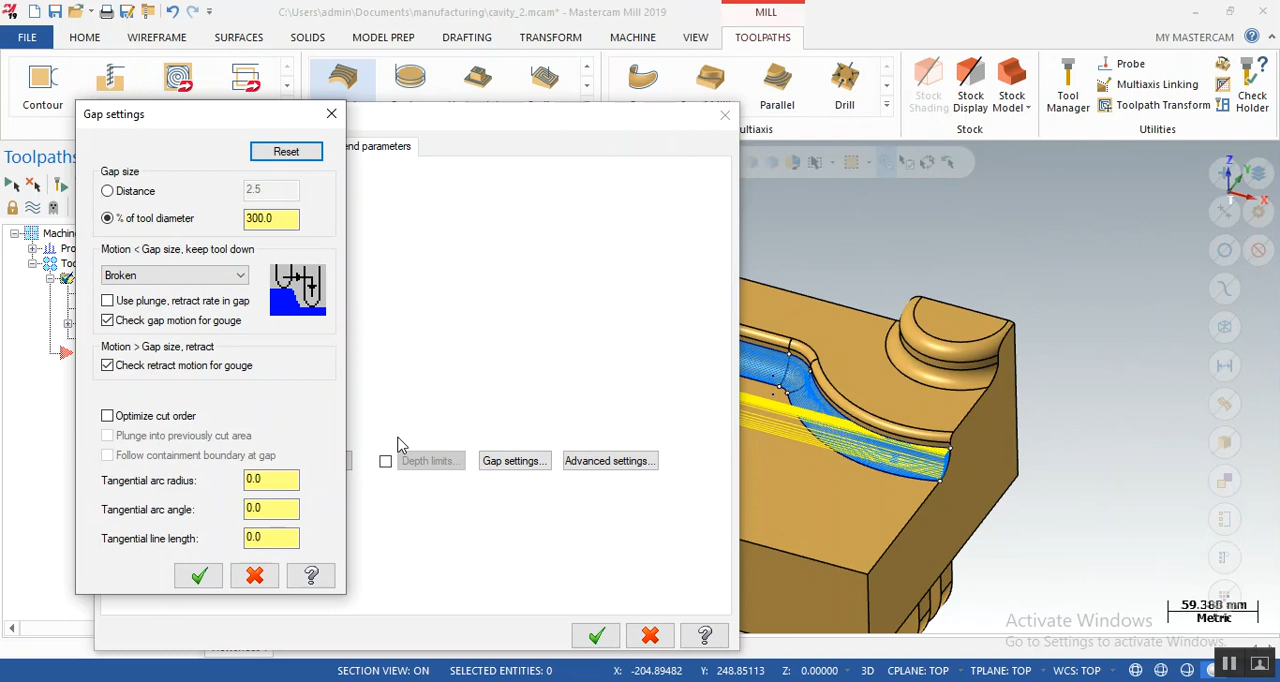 C:\Users\admin\Documents\manufacturing\cavity_2.mcam* - Mastercam Mill 2019
MILL
FILE HOME WIREFRAME SURFACES SOLIDS MODEL PREP DRAFTING TRANSFORM MACHINE VIEW TOOLPATHS MY MASTERCAM
Contour
Parallel
Drill
ultiaxis
Stock Shading
Stock Display
Stock Model
Stock
Tool Manager
Probe
Multiaxis Linking
Toolpath Transform
Check Holder
Utilities
Toolpaths
Machin
Pro
Too
Gap settings
end parameters
Reset
Gap size
Distance 2.5
% of tool diameter 300.0
Motion < Gap size, keep tool down
Broken
Use plunge, retract rate in gap
Check gap motion for gouge
Motion > Gap size, retract
Check retract motion for gouge
Optimize cut order
Plunge into previously cut area
Follow containment boundary at gap
Tangential arc radius: 0.0
Tangential arc angle: 0.0
Tangential line length: 0.0
Depth limits... Gap settings... Advanced settings...
Z
Y
X
59.388 mm
Metric
Activate Windows
Go to Settings to activate Windows.
SECTION VIEW: ON SELECTED ENTITIES: 0 X: -204.89482 Y: 248.85113 Z: 0.00000 3D CPLANE: TOP TPLANE: TOP WCS: TOP